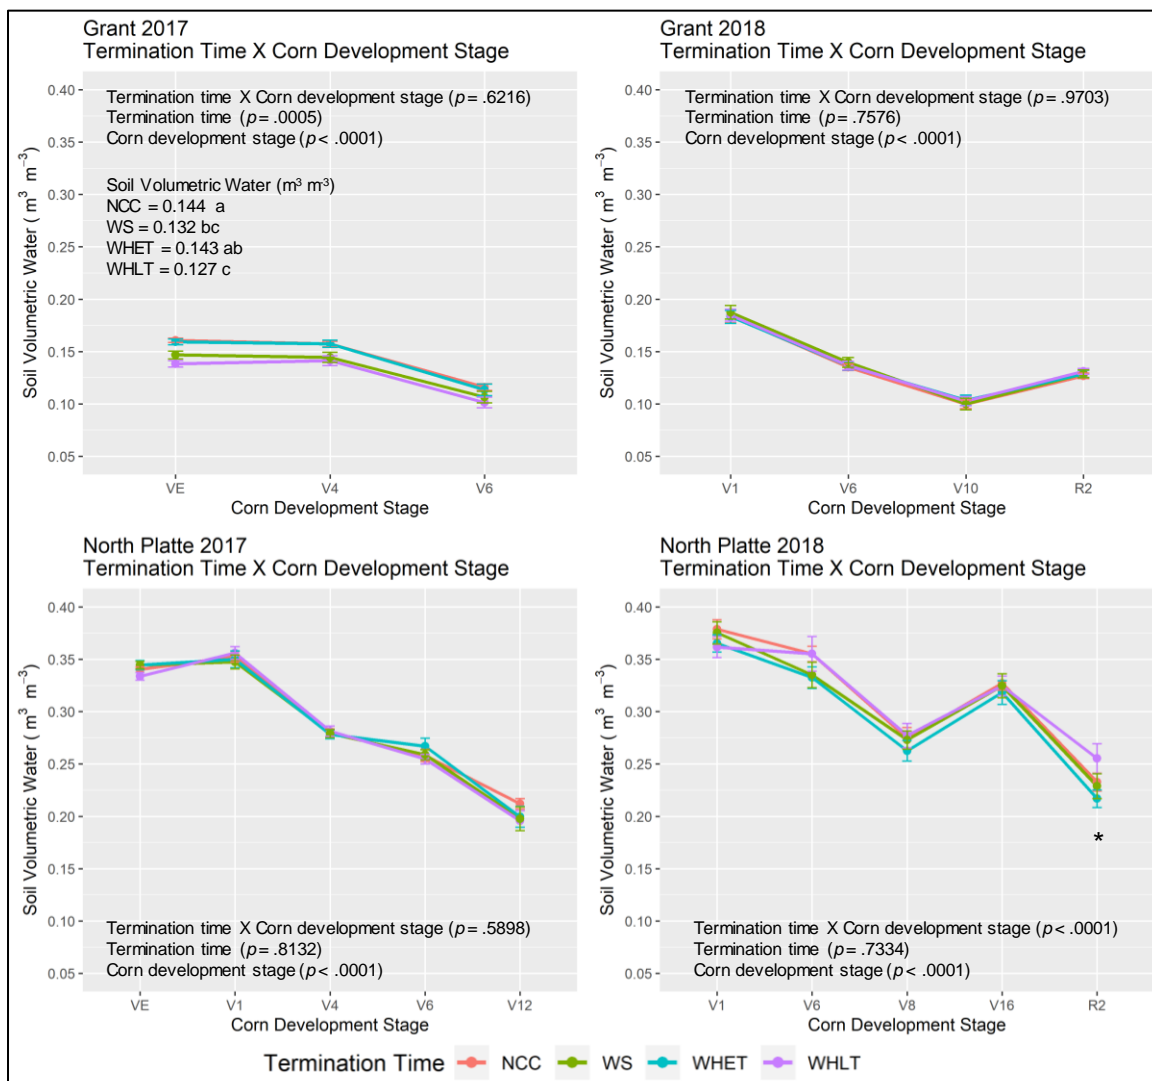 Grant 2017
Termination Time X Corn Development Stage
Termination time X Corn development stage (p = .6216)
Termination time (p = .0005)
Corn development stage (p < .0001)
Soil Volumetric Water (m³ m⁻³)
NCC = 0.144 a
WS = 0.132 bc
WHET = 0.143 ab
WHLT = 0.127 c
Soil Volumetric Water ( m³ m⁻³)
0.40
0.35
0.30
0.25
0.20
0.15
0.10
0.05
VE V4 V6
Corn Development Stage
Grant 2018
Termination Time X Corn Development Stage
Termination time X Corn development stage (p = .9703)
Termination time (p = .7576)
Corn development stage (p < .0001)
Soil Volumetric Water ( m³ m⁻³)
0.40
0.35
0.30
0.25
0.20
0.15
0.10
0.05
V1 V6 V10 R2
Corn Development Stage
North Platte 2017
Termination Time X Corn Development Stage
Soil Volumetric Water ( m³ m⁻³)
0.40
0.35
0.30
0.25
0.20
0.15
0.10
0.05
Termination time X Corn development stage (p = .5898)
Termination time (p = .8132)
Corn development stage (p < .0001)
VE V1 V4 V6 V12
Corn Development Stage
North Platte 2018
Termination Time X Corn Development Stage
Soil Volumetric Water ( m³ m⁻³)
0.40
0.35
0.30
0.25
0.20
0.15
0.10
0.05
*
Termination time X Corn development stage (p < .0001)
Termination time (p = .7334)
Corn development stage (p < .0001)
V1 V6 V8 V16 R2
Corn Development Stage
Termination Time NCC WS WHET WHLT